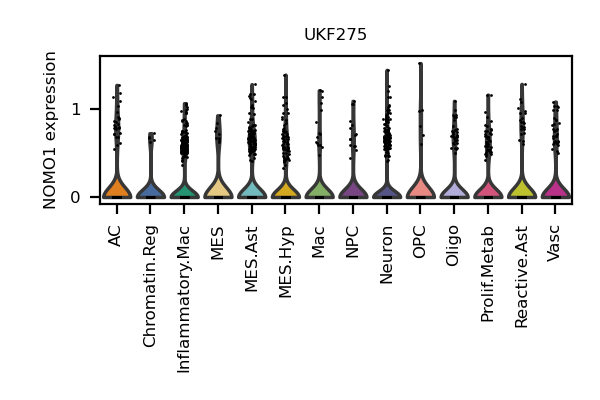 UKF275
NOMO1 expression
1
0
AC
Chromatin.Reg
Inflammatory.Mac
MES
MES.Ast
MES.Hyp
Mac
NPC
Neuron
OPC
Oligo
Prolif.Metab
Reactive.Ast
Vasc